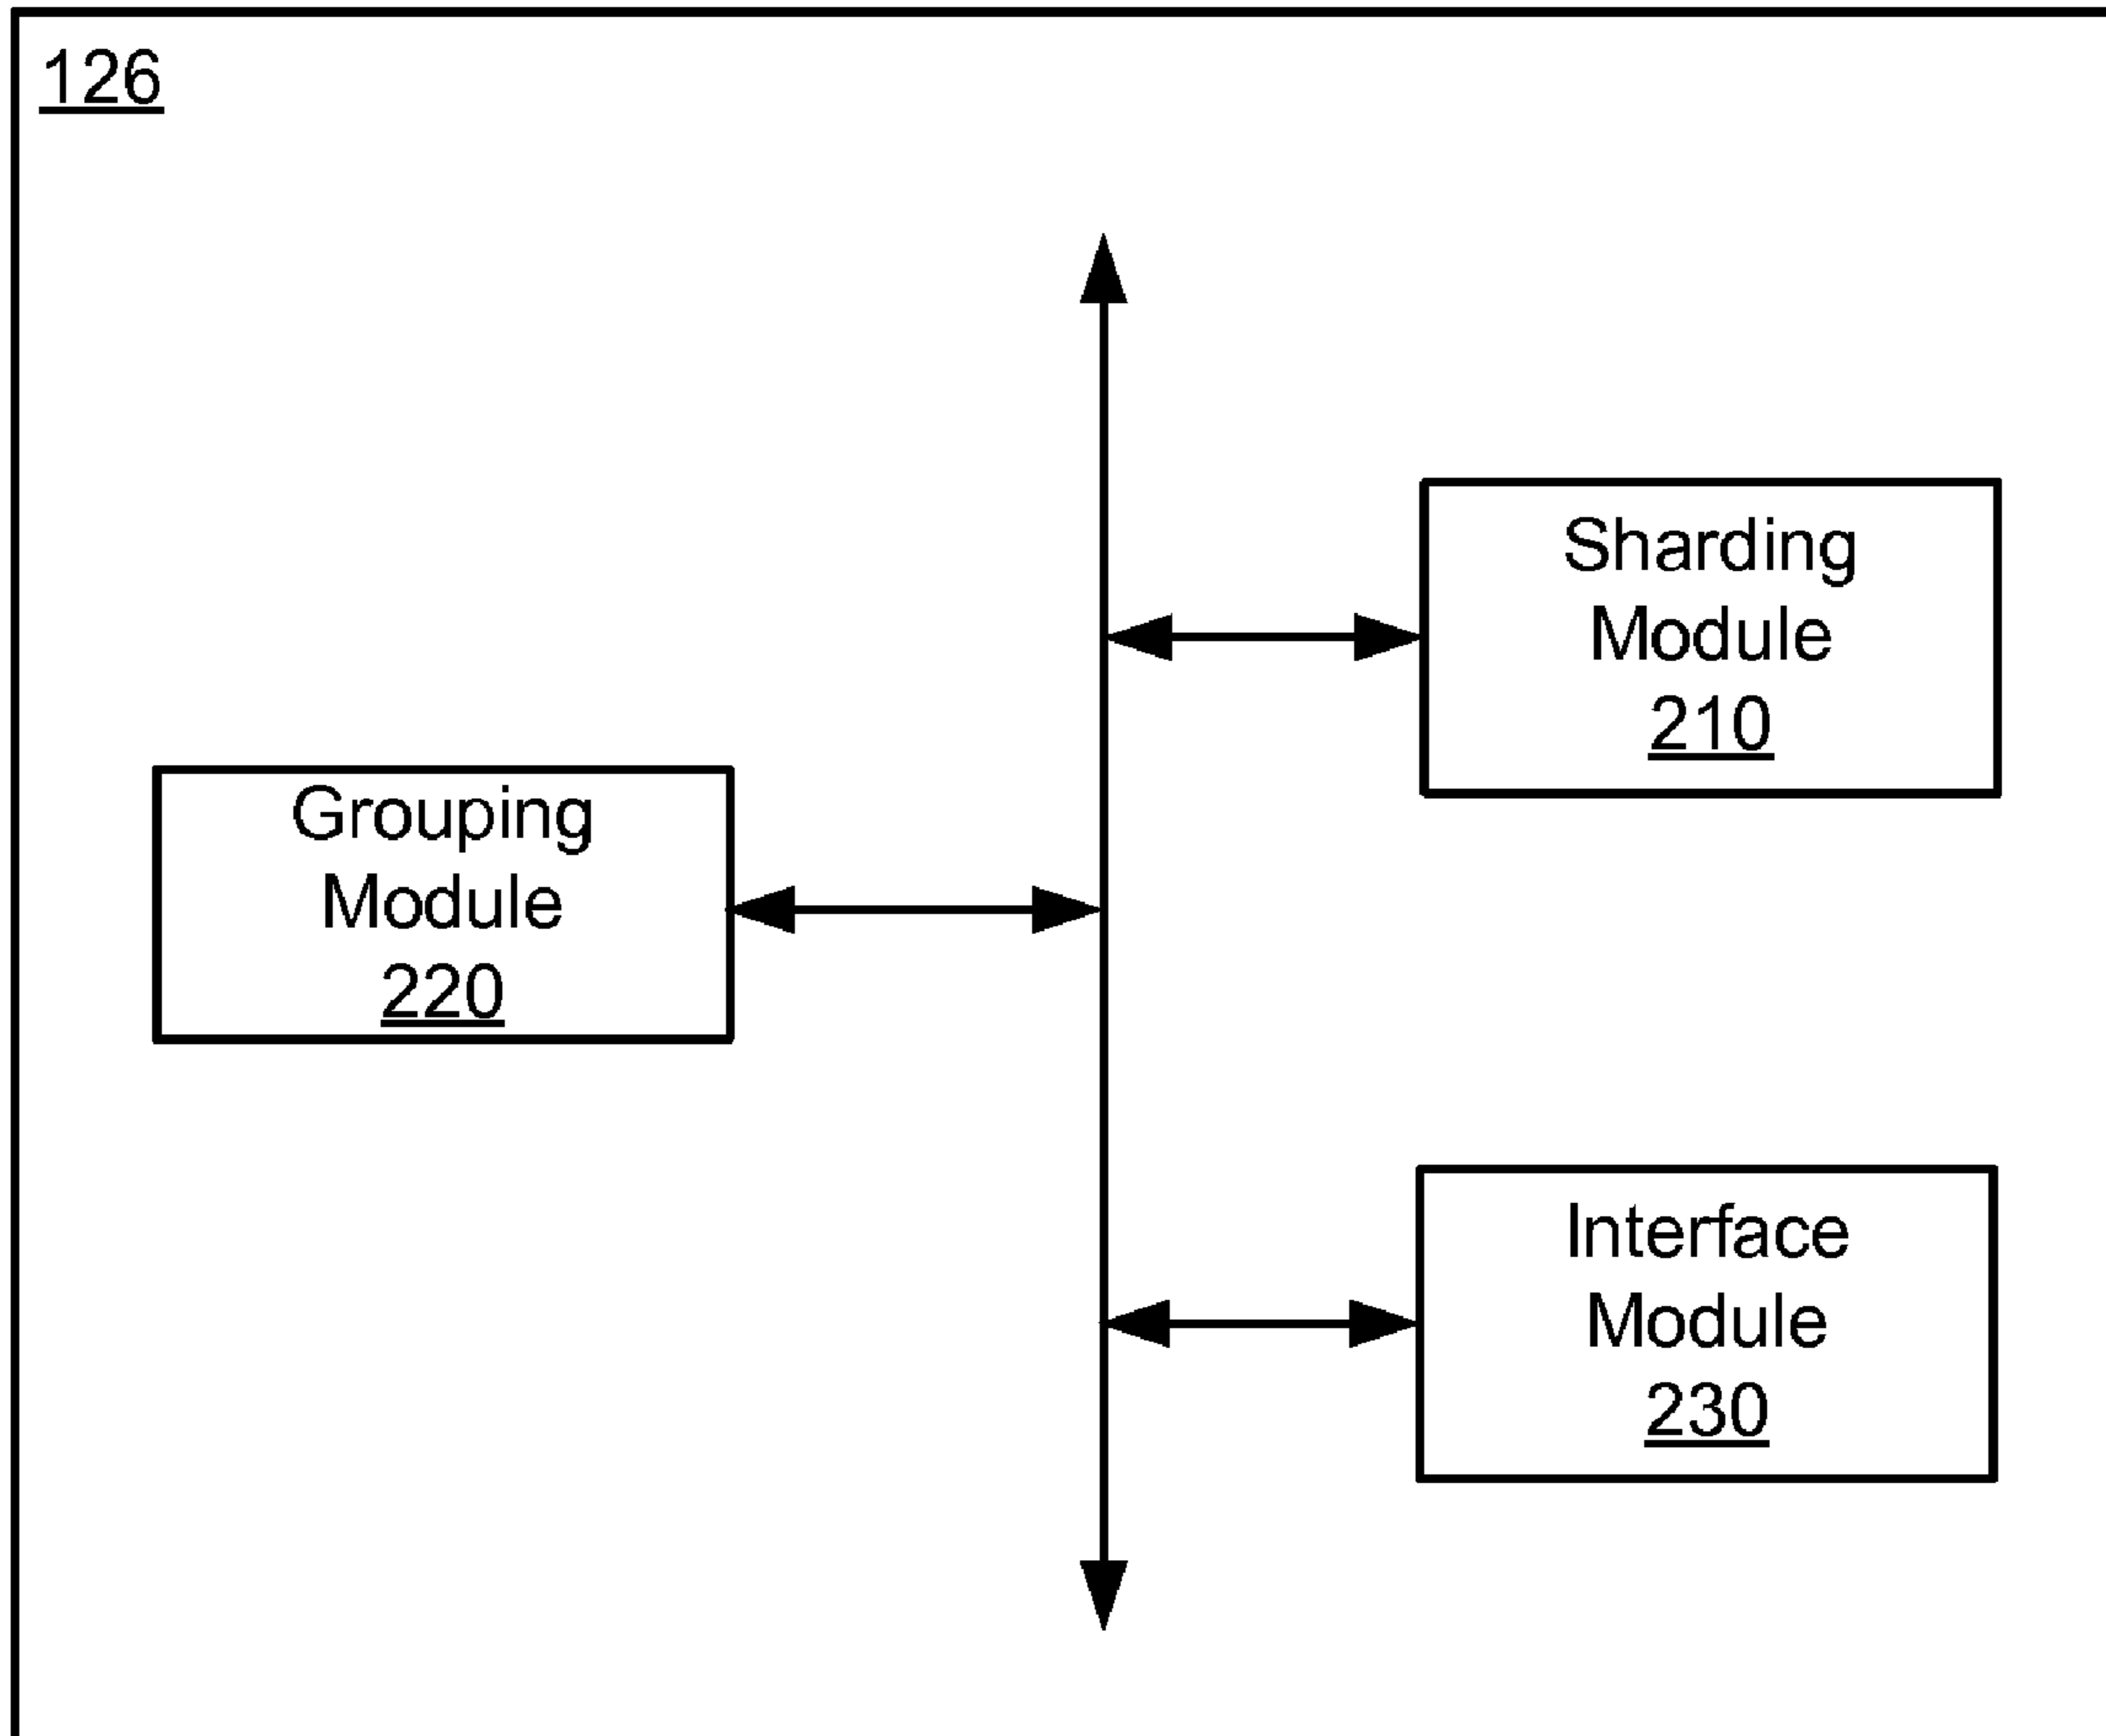 126
Sharding
Module
210
Grouping
Module
220
Interface
Module
230